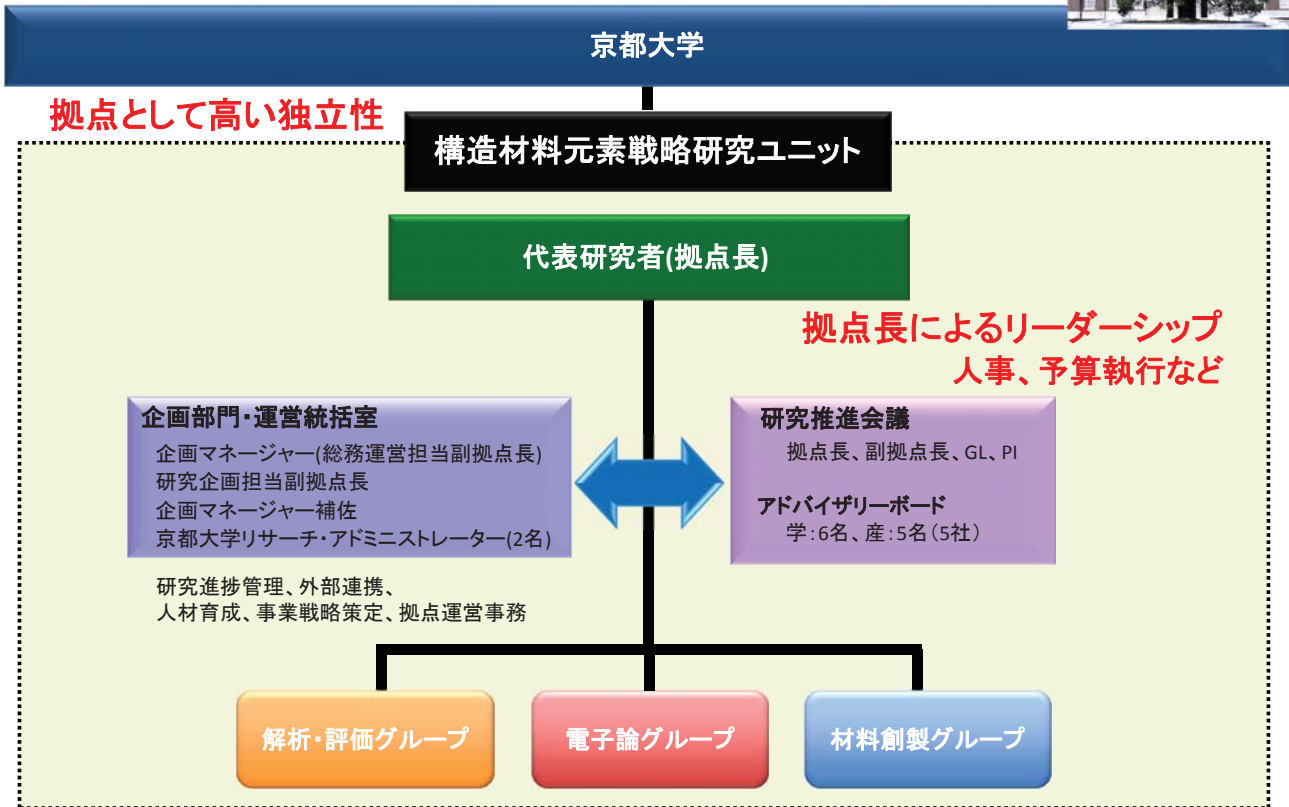 京都大学
拠点として高い独立性
構造材料元素戦略研究ユニット
代表研究者(拠点長)
拠点長によるリーダーシップ
人事、予算執行など
企画部門・運営統括室
企画マネージャー(総務運営担当副拠点長)
研究企画担当副拠点長
企画マネージャー補佐
京都大学リサーチ・アドミニストレーター(2名)
研究進捗管理、外部連携、
人材育成、事業戦略策定、拠点運営事務
研究推進会議
拠点長、副拠点長、GL、PI
アドバイザリーボード
学：6名、産：5名（5社）
解析・評価グループ
電子論グループ
材料創製グループ